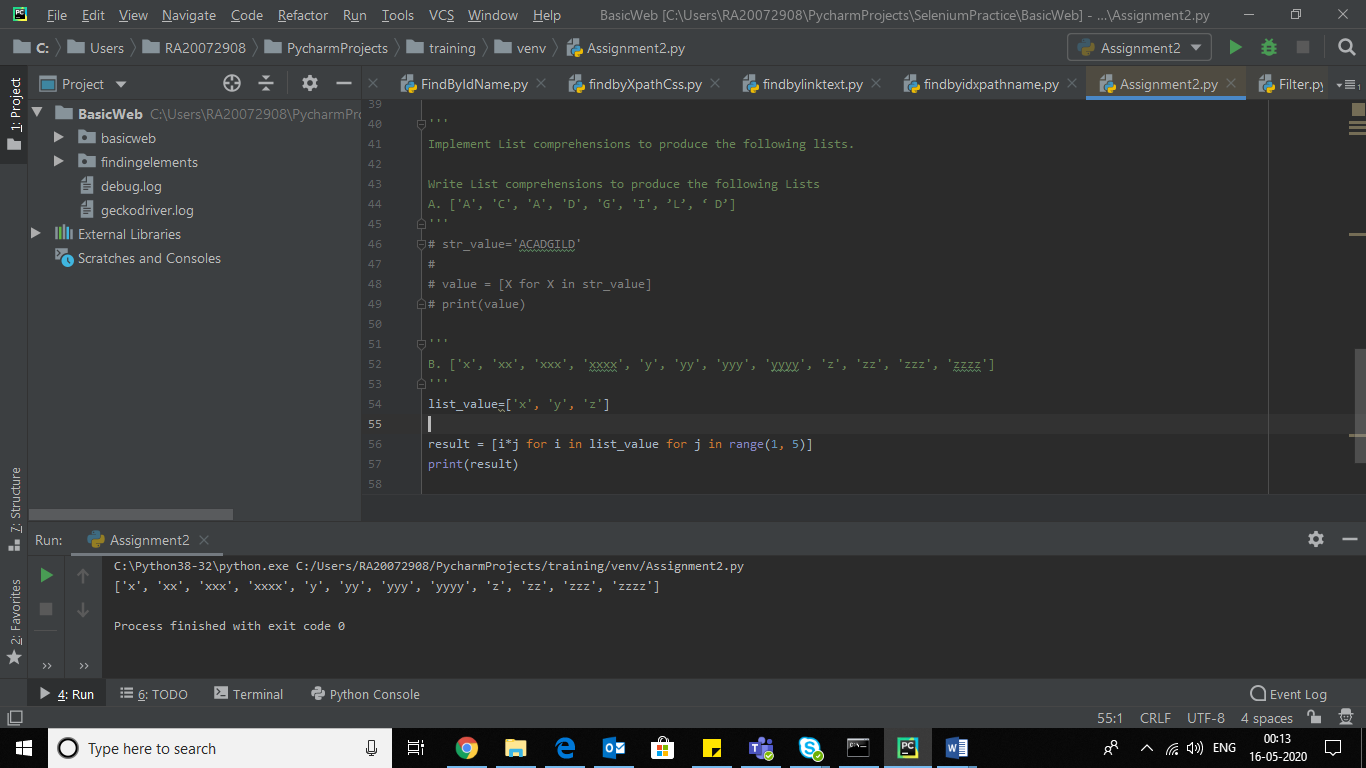 File Edit View Navigate Code Refactor Run Tools VCS Window Help BasicWeb [C:\Users\RA20072908\PycharmProjects\SeleniumPractice\BasicWeb] - ...\Assignment2.py
C: Users RA20072908 PycharmProjects training venv Assignment2.py Assignment2
1: Project
Project
FindByIdName.py findbyXpathCss.py findbylinktext.py findbyidxpathname.py Assignment2.py Filter.py
BasicWeb C:\Users\RA20072908\PycharmPro
basicweb
findingelements
debug.log
geckodriver.log
External Libraries
Scratches and Consoles
39
40 '''
41 Implement List comprehensions to produce the following lists.
42
43 Write List comprehensions to produce the following Lists
44 A. ['A', 'C', 'A', 'D', 'G', 'I', ’L’, ‘ D’]
45 '''
46 # str_value='ACADGILD'
47 #
48 # value = [X for X in str_value]
49 # print(value)
50
51 '''
52 B. ['x', 'xx', 'xxx', 'xxxx', 'y', 'yy', 'yyy', 'yyyy', 'z', 'zz', 'zzz', 'zzzz']
53 '''
54 list_value=['x', 'y', 'z']
55
56 result = [i*j for i in list_value for j in range(1, 5)]
57 print(result)
58
7: Structure
2: Favorites
Run: Assignment2
C:\Python38-32\python.exe C:/Users/RA20072908/PycharmProjects/training/venv/Assignment2.py
['x', 'xx', 'xxx', 'xxxx', 'y', 'yy', 'yyy', 'yyyy', 'z', 'zz', 'zzz', 'zzzz']
Process finished with exit code 0
4: Run 6: TODO Terminal Python Console Event Log
55:1 CRLF UTF-8 4 spaces
Type here to search
ENG
00:13
16-05-2020